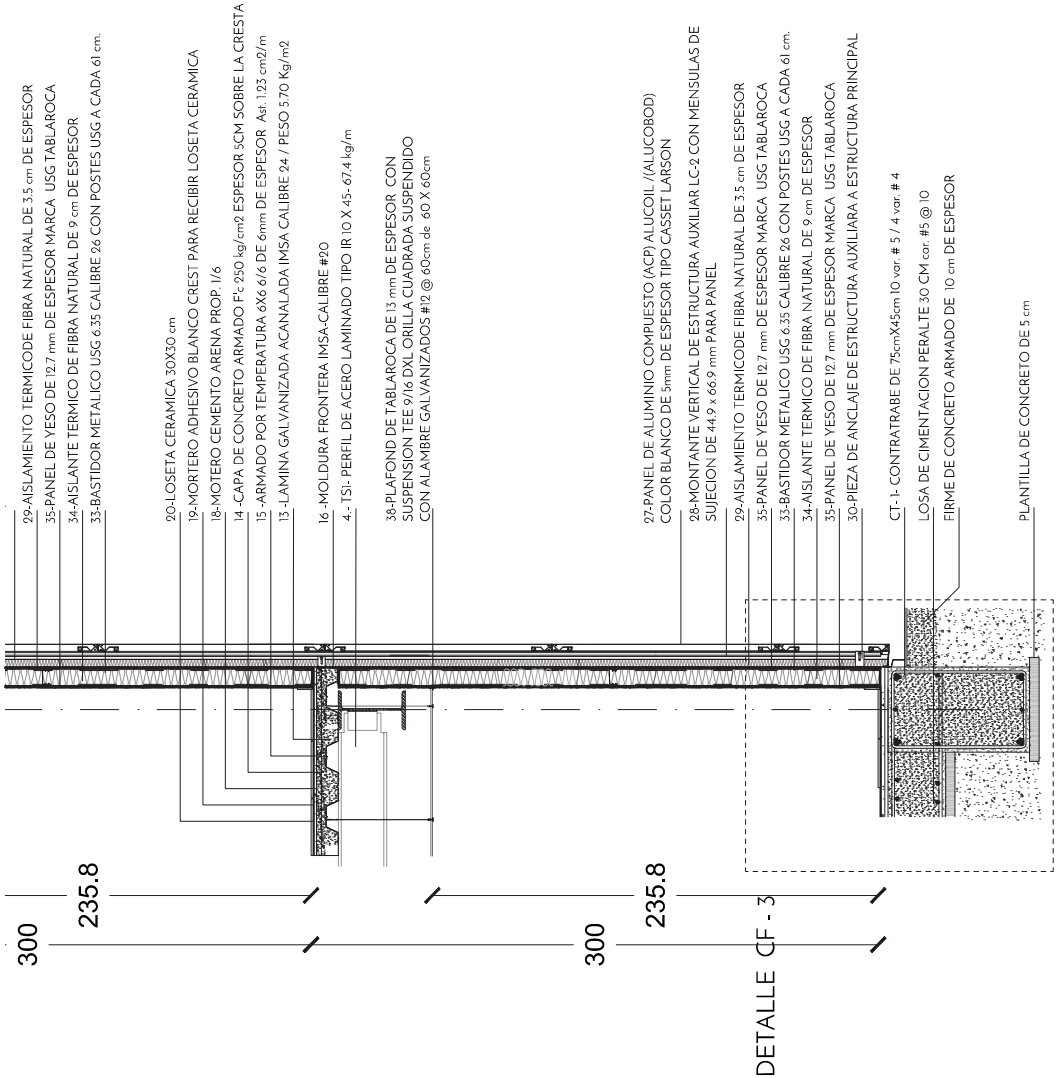 29-AISLAMIENTO TERMICODE FIBRA NATURAL DE 3.5 cm DE ESPESOR
35-PANEL DE YESO DE 12.7 mm DE ESPESOR MARCA USG TABLAROCA
34-AISLANTE TERMICO DE FIBRA NATURAL DE 9 cm DE ESPESOR
33-BASTIDOR METALICO USG 6.35 CALIBRE 26 CON POSTES USG A CADA 61 cm.
20-LOSETA CERAMICA 30X30 cm
19-MORTERO ADHESIVO BLANCO CREST PARA RECIBIR LOSETA CERAMICA
18-MOTERO CEMENTO ARENA PROP. 1/6
14 -CAPA DE CONCRETO ARMADO F'c 250 kg/cm2 ESPESOR 5CM SOBRE LA CRESTA
15 -ARMADO POR TEMPERATURA 6X6 6/6 DE 6mm DE ESPESOR Ast. 1.23 cm2/m
13 -LAMINA GALVANIZADA ACANALADA IMSA CALIBRE 24 / PESO 5.70 Kg/m2
16 -MOLDURA FRONTERA IMSA-CALIBRE #20
4.- TS1- PERFIL DE ACERO LAMINADO TIPO IR 10 X 45- 67.4 kg/m
38-PLAFOND DE TABLAROCA DE 13 mm DE ESPESOR CON
SUSPENSION TEE 9/16 DXL ORILLA CUADRADA SUSPENDIDO
CON ALAMBRE GALVANIZADOS #12 @ 60cm de 60 X 60cm
27-PANEL DE ALUMINIO COMPUESTO (ACP) ALUCOIL /(ALUCOBOD)
COLOR BLANCO DE 5mm DE ESPESOR TIPO CASSET LARSON
28-MONTANTE VERTICAL DE ESTRUCTURA AUXILIAR LC-2 CON MENSULAS DE
SUJECION DE 44.9 x 66.9 mm PARA PANEL
29-AISLAMIENTO TERMICODE FIBRA NATURAL DE 3.5 cm DE ESPESOR
35-PANEL DE YESO DE 12.7 mm DE ESPESOR MARCA USG TABLAROCA
33-BASTIDOR METALICO USG 6.35 CALIBRE 26 CON POSTES USG A CADA 61 cm.
34-AISLANTE TERMICO DE FIBRA NATURAL DE 9 cm DE ESPESOR
35-PANEL DE YESO DE 12.7 mm DE ESPESOR MARCA USG TABLAROCA
30-PIEZA DE ANCLAJE DE ESTRUCTURA AUXILIAR A ESTRUCTURA PRINCIPAL
CT- 1- CONTRATRABE DE 75cmX45cm 10 var. # 5 / 4 var. # 4
LOSA DE CIMENTACION PERALTE 30 CM car. #5 @ 10
FIRME DE CONCRETO ARMADO DE 10 cm DE ESPESOR
PLANTILLA DE CONCRETO DE 5 cm
235.8
300
235.8
300
DETALLE CF - 3